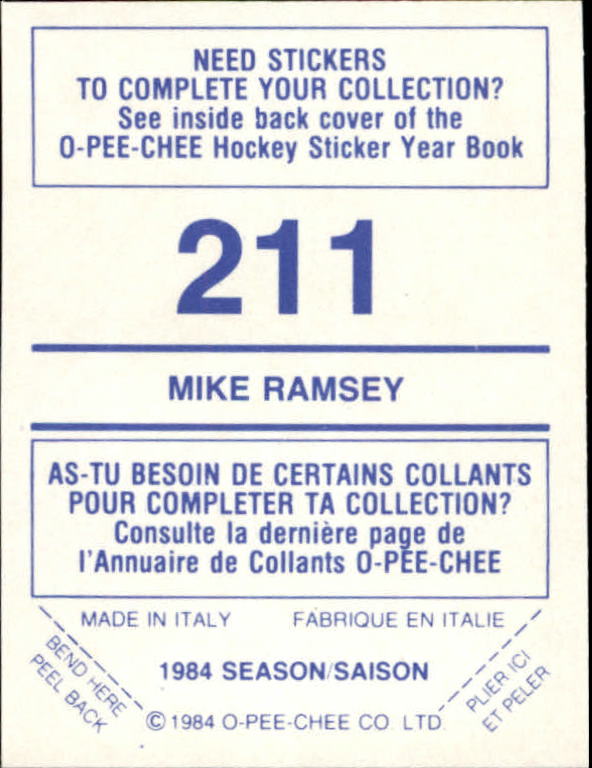 NEED STICKERS
TO COMPLETE YOUR COLLECTION?
See inside back cover of the
O-PEE-CHEE Hockey Sticker Year Book
211
MIKE RAMSEY
AS-TU BESOIN DE CERTAINS COLLANTS
POUR COMPLETER TA COLLECTION?
Consulte la dernière page de
l'Annuaire de Collants O-PEE-CHEE
MADE IN ITALY FABRIQUE EN ITALIE
BEND HERE
PEEL BACK
1984 SEASON/SAISON
PLIER ICI
ET PELER
© 1984 O-PEE-CHEE CO. LTD.